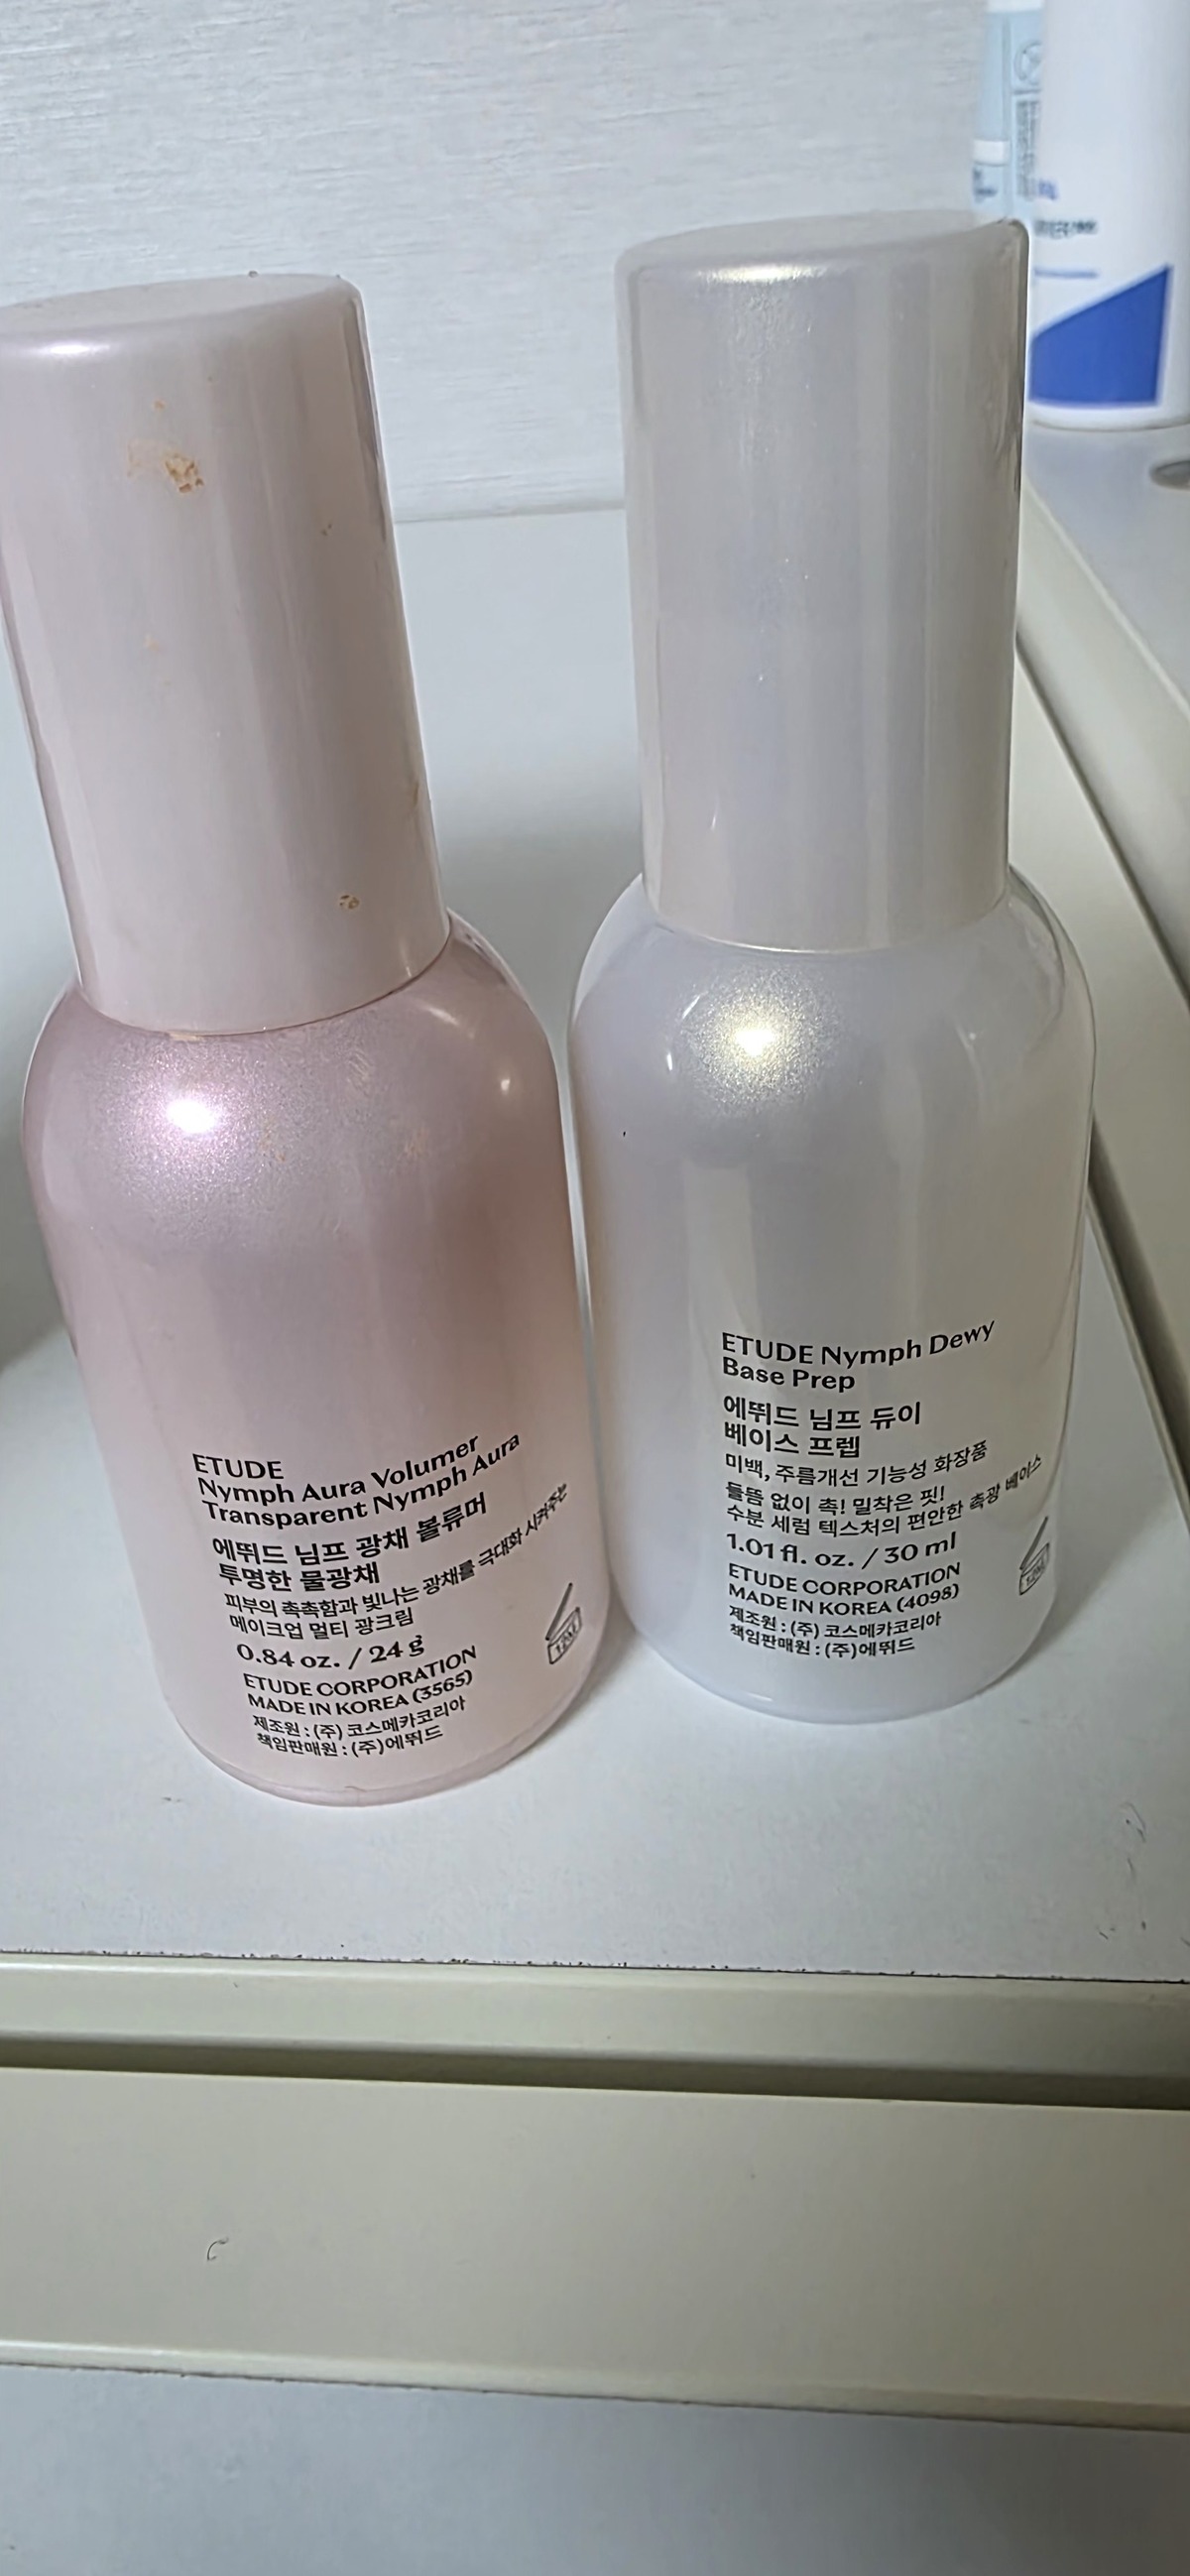 ETUDE
Nymph Aura Volumer
Transparent Nymph Aura
에뛰드 님프 광채 볼류머
투명한 물광채
피부의 촉촉함과 빛나는 광채를 극대화 시켜주는
메이크업 멀티 광크림
0.84 oz. / 24 g
ETUDE CORPORATION
MADE IN KOREA (3565)
제조원 : (주) 코스메카코리아
책임판매원 : (주)에뛰드
12M
ETUDE Nymph Dewy
Base Prep
에뛰드 님프 듀이
베이스 프렙
미백, 주름개선 기능성 화장품
들뜸 없이 촉! 밀착은 핏!
수분 세럼 텍스처의 편안한 촉광 베이스
1.01 fl. oz. / 30 ml
ETUDE CORPORATION
MADE IN KOREA (4098)
제조원 : (주) 코스메카코리아
책임판매원 : (주)에뛰드
12M